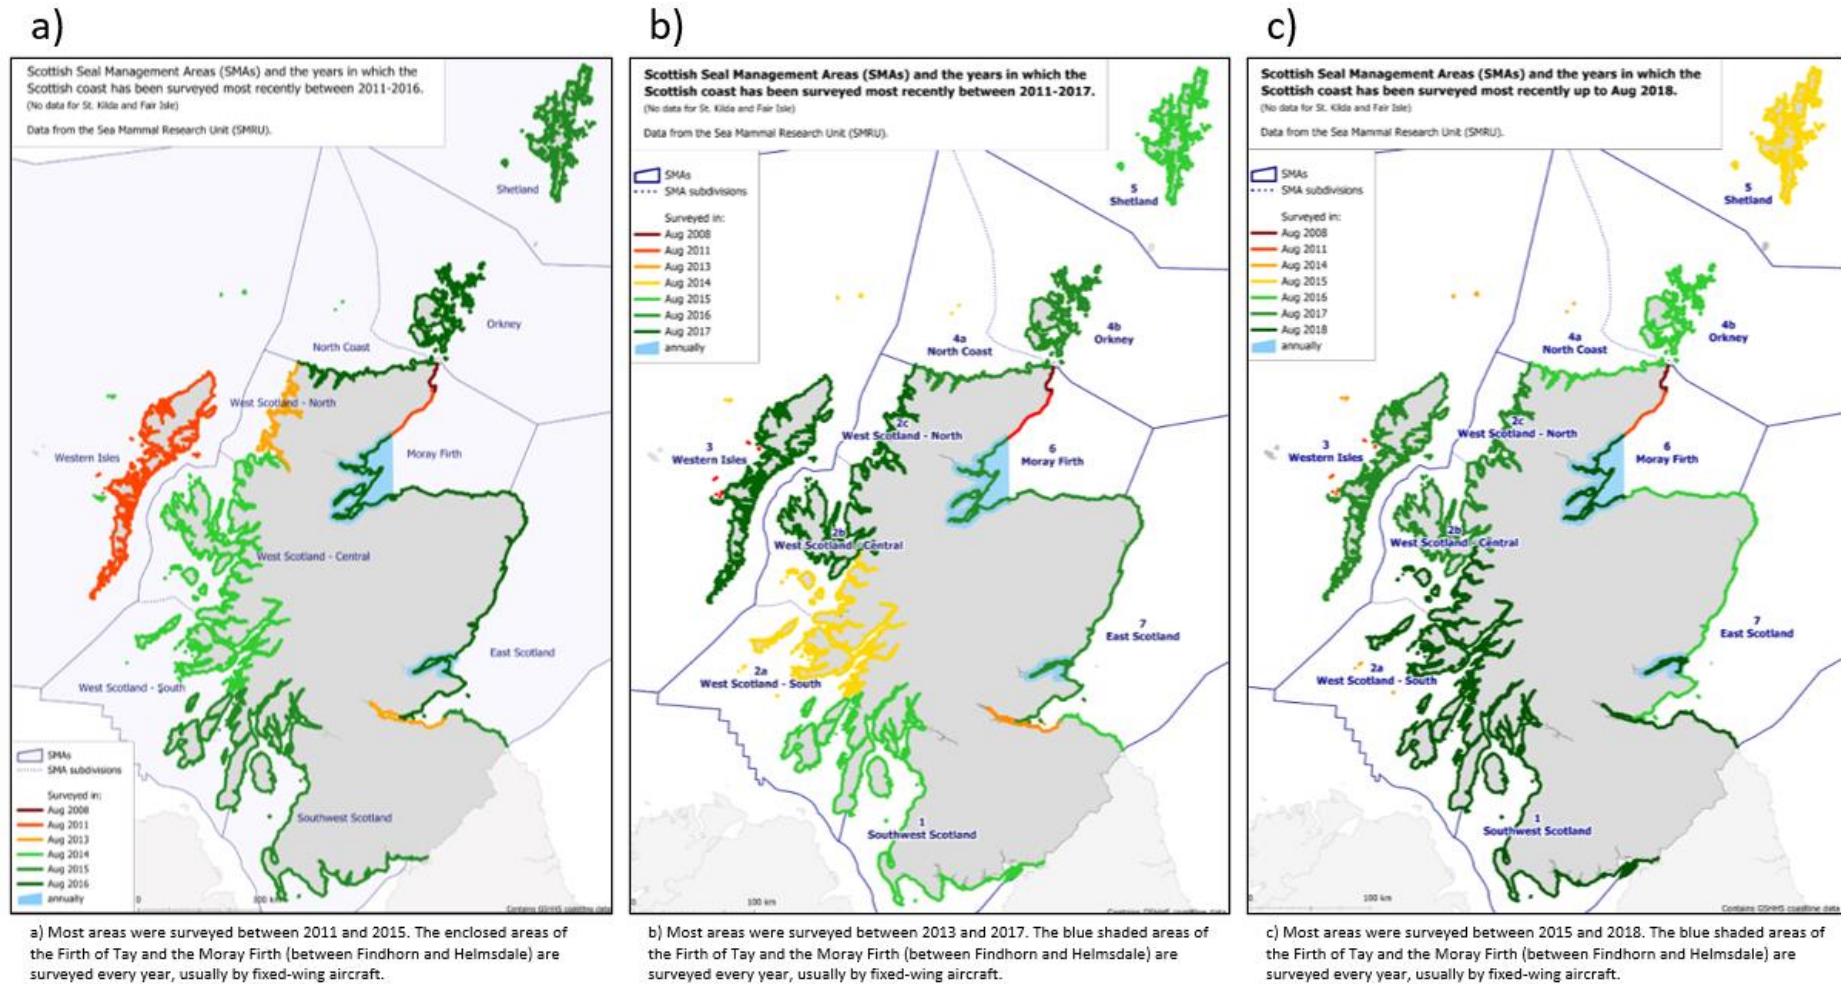 a)
Scottish Seal Management Areas (SMAs) and the years in which the
Scottish coast has been surveyed most recently between 2011-2016.
(No data for St. Kilda and Fair Isle)
Data from the Sea Mammal Research Unit (SMRU).
Shetland
Orkney
North Coast
West Scotland - North
Western Isles
Moray Firth
West Scotland - Central
East Scotland
West Scotland - South
Southwest Scotland
SMAs
SMA subdivisions
Surveyed in:
Aug 2008
Aug 2011
Aug 2013
Aug 2014
Aug 2015
Aug 2016
annually
0
100 km
Contains GSHHS coastline data
a) Most areas were surveyed between 2011 and 2015. The enclosed areas of
the Firth of Tay and the Moray Firth (between Findhorn and Helmsdale) are
surveyed every year, usually by fixed-wing aircraft.
b)
Scottish Seal Management Areas (SMAs) and the years in which the
Scottish coast has been surveyed most recently between 2011-2017.
(No data for St. Kilda and Fair Isle)
Data from the Sea Mammal Research Unit (SMRU).
SMAs
SMA subdivisions
Surveyed in:
Aug 2008
Aug 2011
Aug 2013
Aug 2014
Aug 2015
Aug 2016
Aug 2017
annually
5
Shetland
4b
Orkney
4a
North Coast
2c
West Scotland - North
3
Western Isles
6
Moray Firth
2b
West Scotland - Central
7
East Scotland
2a
West Scotland - South
1
Southwest Scotland
0
100 km
Contains GSHHS coastline data
b) Most areas were surveyed between 2013 and 2017. The blue shaded areas of
the Firth of Tay and the Moray Firth (between Findhorn and Helmsdale) are
surveyed every year, usually by fixed-wing aircraft.
c)
Scottish Seal Management Areas (SMAs) and the years in which the
Scottish coast has been surveyed most recently up to Aug 2018.
(No data for St. Kilda and Fair Isle)
Data from the Sea Mammal Research Unit (SMRU).
SMAs
SMA subdivisions
Surveyed in:
Aug 2008
Aug 2011
Aug 2014
Aug 2015
Aug 2016
Aug 2017
Aug 2018
annually
5
Shetland
4b
Orkney
4a
North Coast
2c
West Scotland - North
3
Western Isles
6
Moray Firth
2b
West Scotland - Central
7
East Scotland
2a
West Scotland - South
1
Southwest Scotland
0
100 km
Contains GSHHS coastline data
c) Most areas were surveyed between 2015 and 2018. The blue shaded areas of
the Firth of Tay and the Moray Firth (between Findhorn and Helmsdale) are
surveyed every year, usually by fixed-wing aircraft.